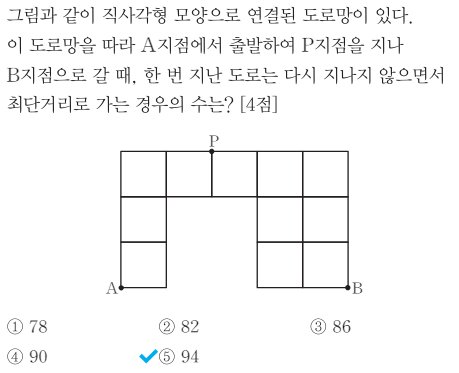 그림과 같이 직사각형 모양으로 연결된 도로망이 있다.
이 도로망을 따라 A지점에서 출발하여 P지점을 지나
B지점으로 갈 때, 한 번 지난 도로는 다시 지나지 않으면서
최단거리로 가는 경우의 수는? [4점]
P
A B
① 78 ② 82 ③ 86
④ 90 ⑤ 94